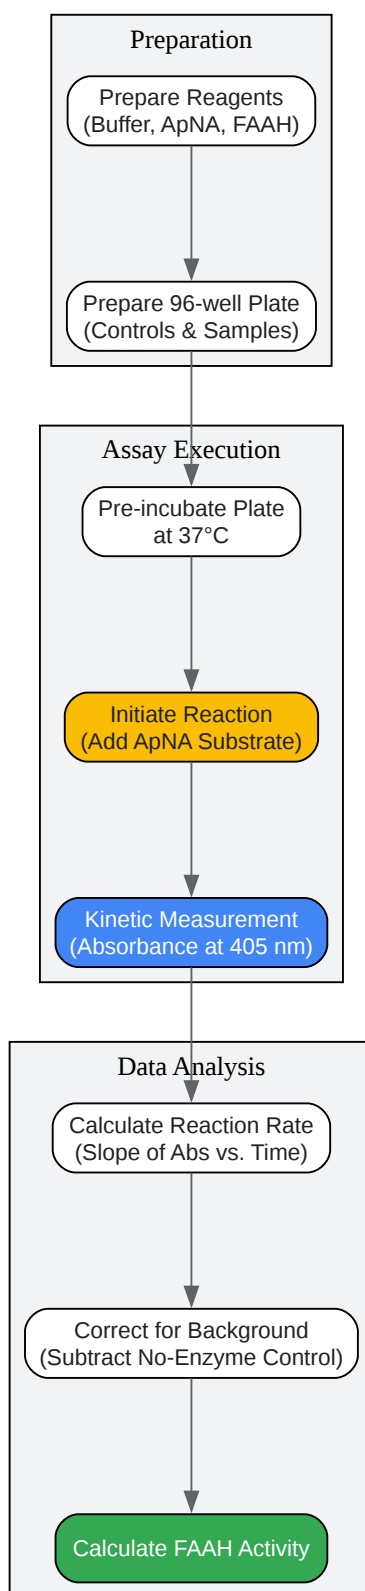 Preparation
Prepare Reagents
(Buffer, ApNA, FAAH)
Prepare 96-well Plate
(Controls & Samples)
Assay Execution
Pre-incubate Plate
at 37°C
Initiate Reaction
(Add ApNA Substrate)
Kinetic Measurement
(Absorbance at 405 nm)
Data Analysis
Calculate Reaction Rate
(Slope of Abs vs. Time)
Correct for Background
(Subtract No-Enzyme Control)
Calculate FAAH Activity